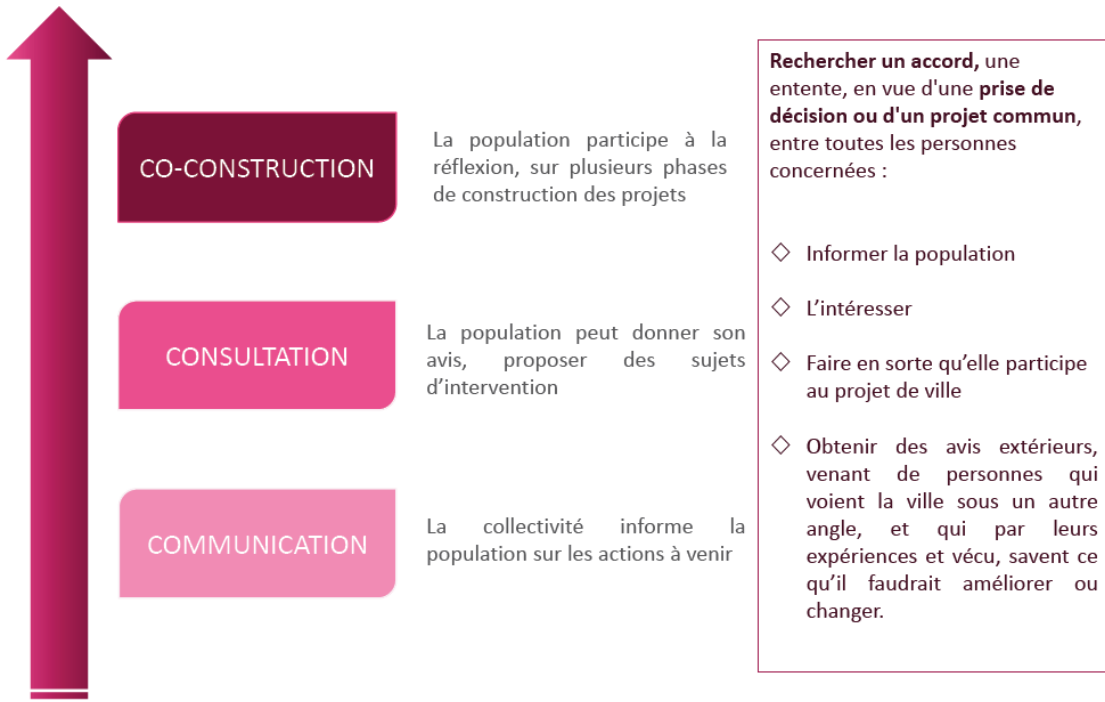 CO-CONSTRUCTION
La population participe à la
réflexion, sur plusieurs phases
de construction des projets
CONSULTATION
La population peut donner son
avis, proposer des sujets
d’intervention
COMMUNICATION
La collectivité informe la
population sur les actions à venir
Rechercher un accord, une
entente, en vue d'une prise de
décision ou d'un projet commun,
entre toutes les personnes
concernées :
◇ Informer la population
◇ L’intéresser
◇ Faire en sorte qu’elle participe
au projet de ville
◇ Obtenir des avis extérieurs,
venant de personnes qui
voient la ville sous un autre
angle, et qui par leurs
expériences et vécu, savent ce
qu’il faudrait améliorer ou
changer.